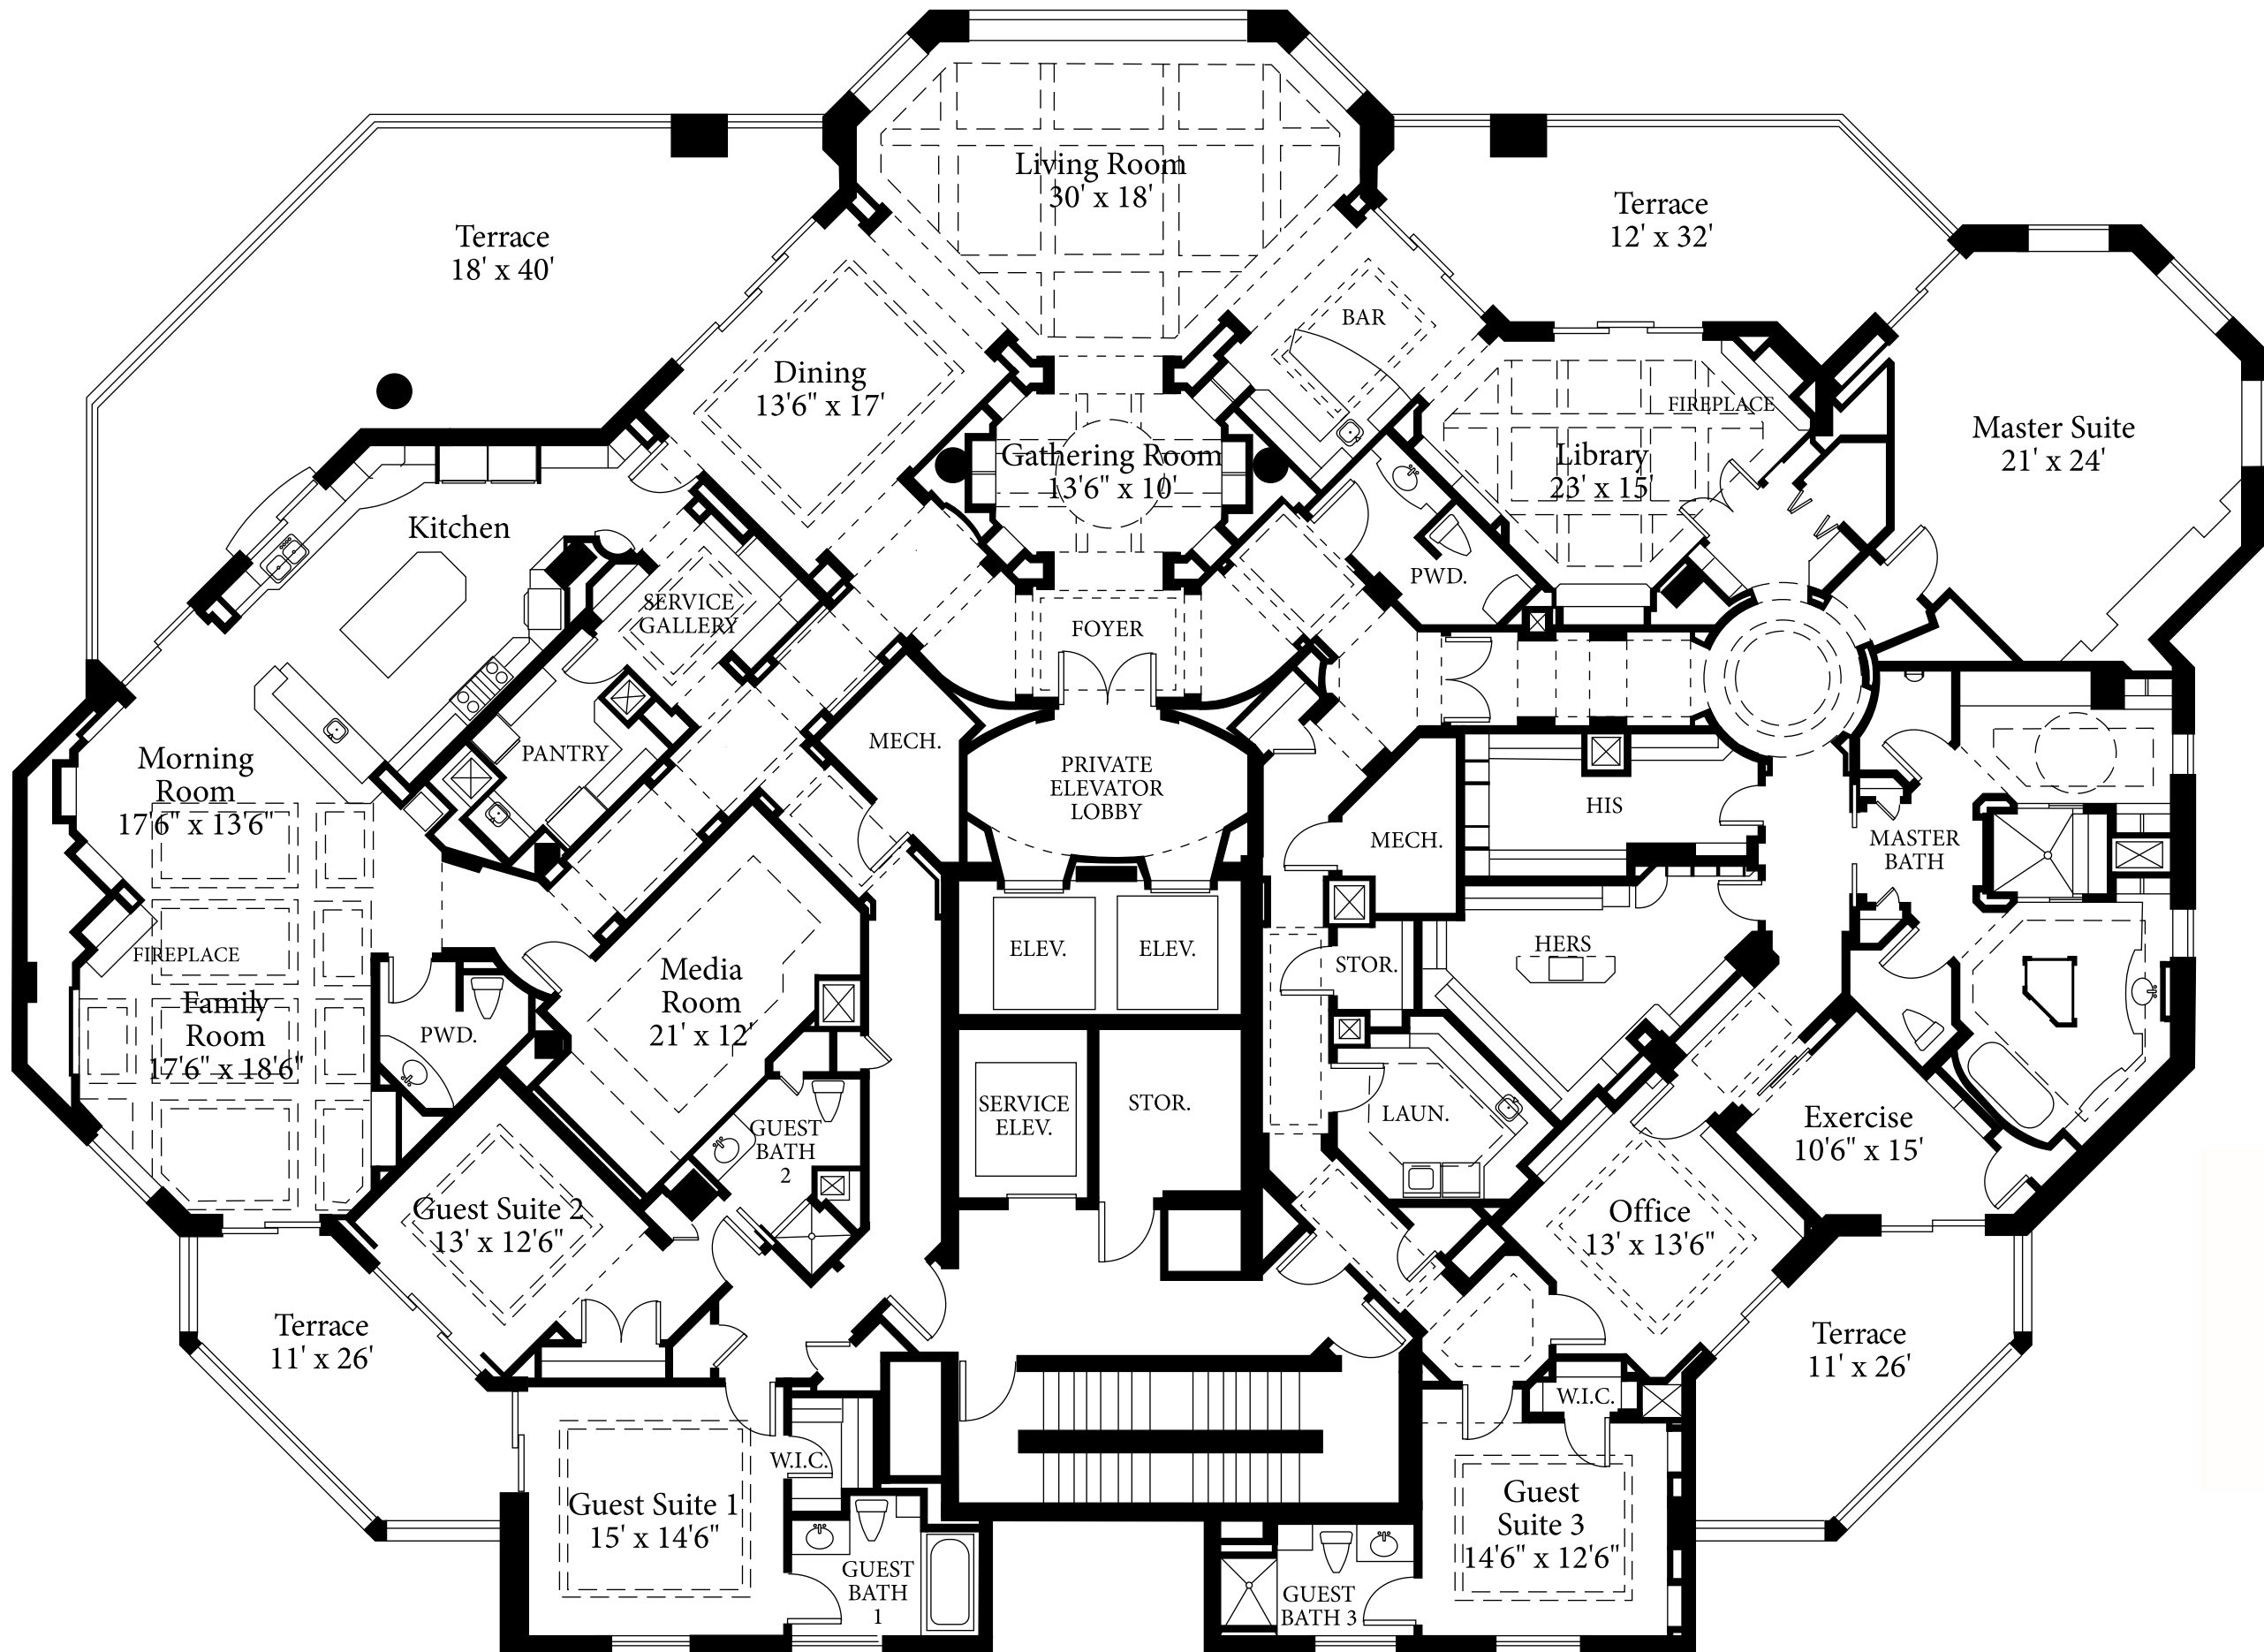 Living Room
30' x 18'
Terrace
18' x 40'
Terrace
12' x 32'
BAR
Dining
13'6" x 17'
FIREPLACE
Master Suite
21' x 24'
Gathering Room
13'6" x 10'
Library
23' x 15'
Kitchen
PWD.
SERVICE
GALLERY
FOYER
MECH.
PANTRY
PRIVATE
ELEVATOR
LOBBY
Morning
Room
17'6" x 13'6"
HIS
MECH.
MASTER
BATH
FIREPLACE
ELEV.
ELEV.
HERS
STOR.
Media
Room
21' x 12'
Family
Room
17'6" x 18'6"
PWD.
SERVICE
ELEV.
STOR.
LAUN.
Exercise
10'6" x 15'
GUEST
BATH
2
Guest Suite 2
13' x 12'6"
Office
13' x 13'6"
Terrace
11' x 26'
Terrace
11' x 26'
W.I.C.
W.I.C.
Guest Suite 1
15' x 14'6"
Guest
Suite 3
14'6" x 12'6"
GUEST
BATH
1
GUEST
BATH 3